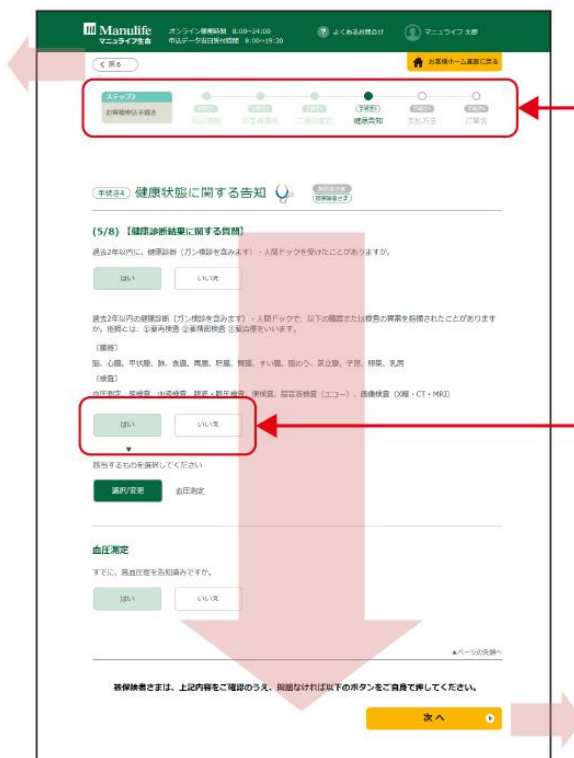 Manulife
マニュライフ生命
オンライン稼働時間 8:00~24:00
申込データ当日受付時間 8:00~19:30
よくあるお問合せ
マニュライフ 太郎
戻る
お客様ホーム画面に戻る
ステップ2
お客様申込手続き
手続き4
健康告知
支払方法
ご署名
手続き4 健康状態に関する告知
被保険者さま
(5/8) 【健康診断結果に関する質問】
過去2年以内に、健康診断（ガン検診を含みます）・人間ドックを受けたことがありますか。
はい
いいえ
過去2年以内の健康診断（ガン検診を含みます）・人間ドックで、以下の臓器または検査の異常を指摘されたことがあります
か。指摘とは、①要再検査 ②要精密検査 ③要治療をいいます。
（臓器）
脳、心臓、甲状腺、肺、食道、胃腸、肝臓、腎臓、すい臓、胆のう、前立腺、子宮、卵巣、乳房
（検査）
血圧測定、尿検査、血液検査、眼底・眼圧検査、便検査、超音波検査（エコー）、画像検査（X線・CT・MRI）
はい
いいえ
該当するものを選択してください
選択/変更
血圧測定
血圧測定
すでに、高血圧症を告知済みですか。
はい
いいえ
▲ページの先頭へ
被保険者さまは、上記内容をご確認のうえ、問題なければ以下のボタンをご自身で押してください。
次へ